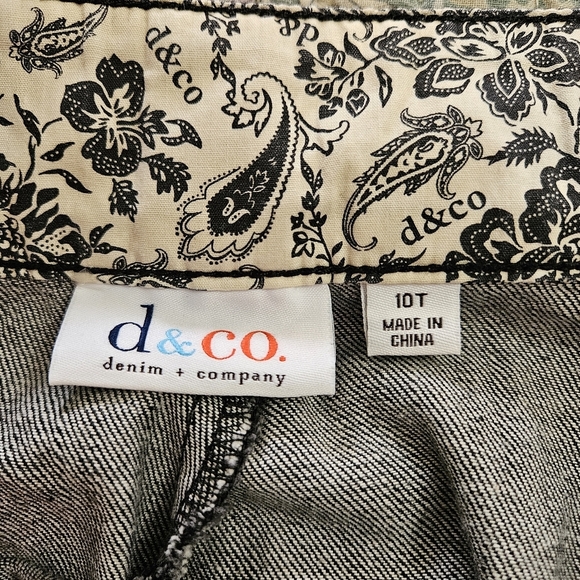 d&co
d&co
d&co
d&co.
denim + company
10T
MADE IN
CHINA